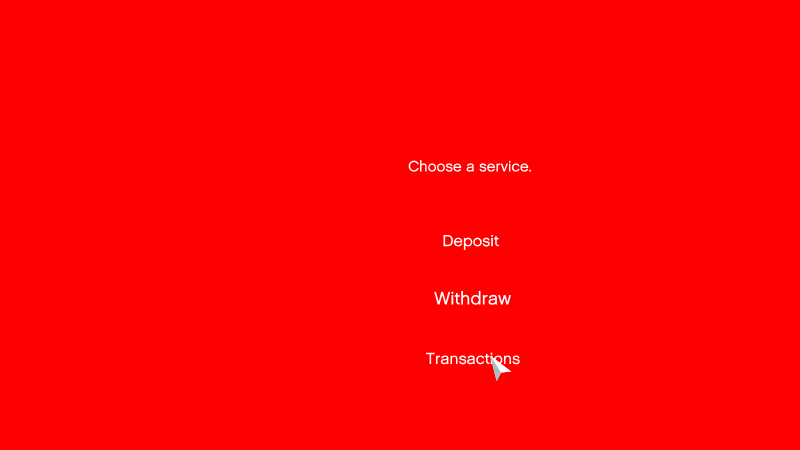 Choose a service.
Deposit
Withdraw
Transactions